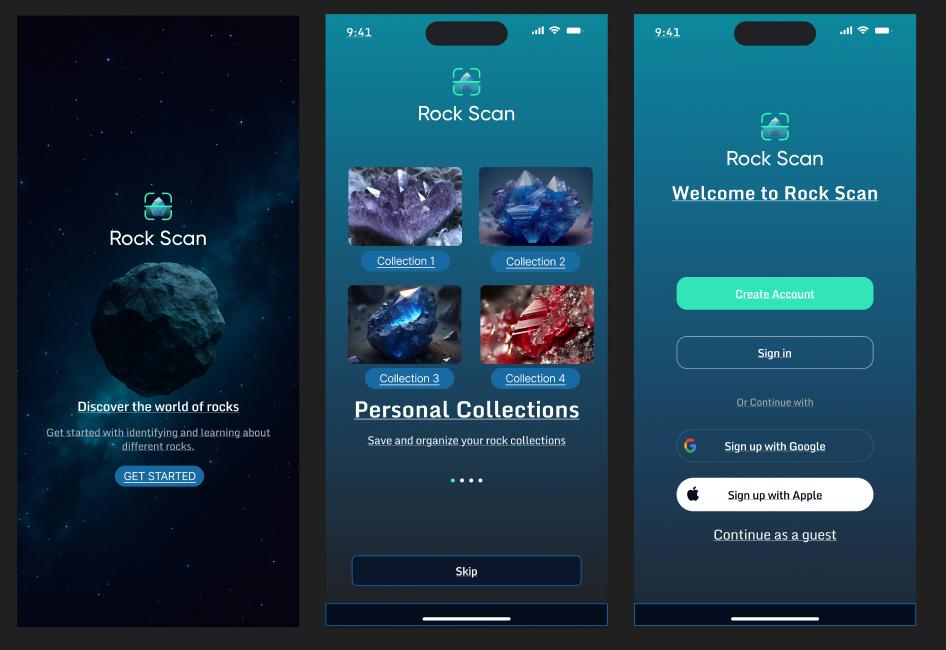 Rock Scan
Discover the world of rocks
Get started with identifying and learning about
different rocks.
GET STARTED
9:41
Rock Scan
Collection 1
Collection 2
Collection 3
Collection 4
Personal Collections
Save and organize your rock collections
Skip
9:41
Rock Scan
Welcome to Rock Scan
Create Account
Sign in
Or Continue with
Sign up with Google
Sign up with Apple
Continue as a guest